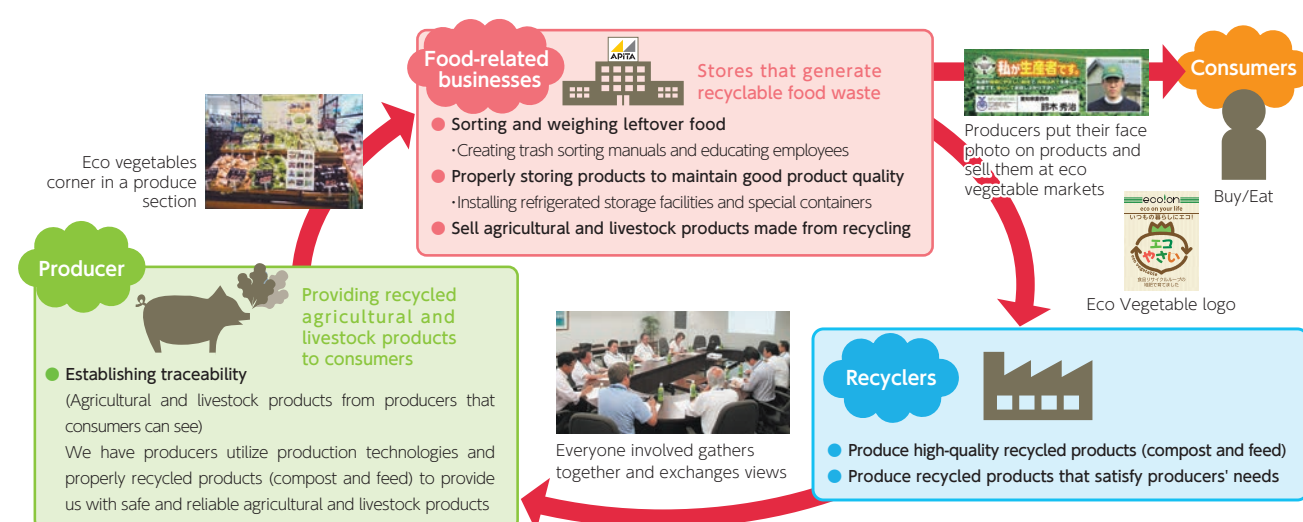 Food-related
businesses
APiTA
Stores that generate
recyclable food waste
● Sorting and weighing leftover food
・Creating trash sorting manuals and educating employees
● Properly storing products to maintain good product quality
・Installing refrigerated storage facilities and special containers
● Sell agricultural and livestock products made from recycling
私が生産者です。
鈴木 秀治
Producers put their face
photo on products and
sell them at eco
vegetable markets
Consumers
Buy/Eat
eco!on
eco on your life
いつもの暮らしにエコ!
エコ
やさい
Eco Vegetable logo
Eco vegetables
corner in a produce
section
Producer
Providing recycled
agricultural and
livestock products
to consumers
● Establishing traceability
(Agricultural and livestock products from producers that
consumers can see)
We have producers utilize production technologies and
properly recycled products (compost and feed) to provide
us with safe and reliable agricultural and livestock products
Everyone involved gathers
together and exchanges views
Recyclers
● Produce high-quality recycled products (compost and feed)
● Produce recycled products that satisfy producers' needs